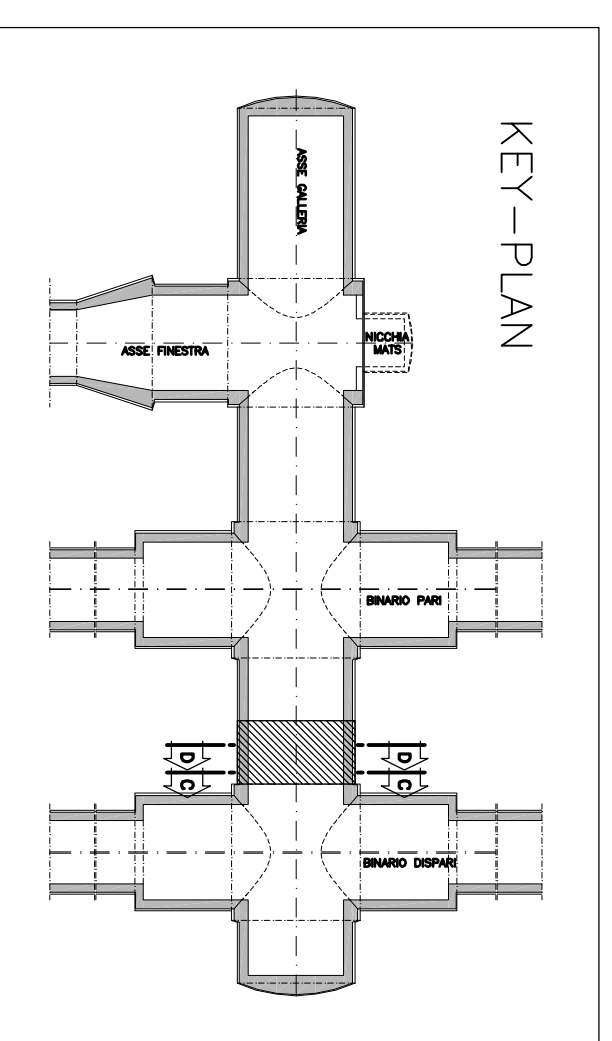 KEY-PLAN
ASSE GALLERIA
NICCHIA
MATS
ASSE FINESTRA
BINARIO PARI
D
D
C
C
BINARIO DISPARI